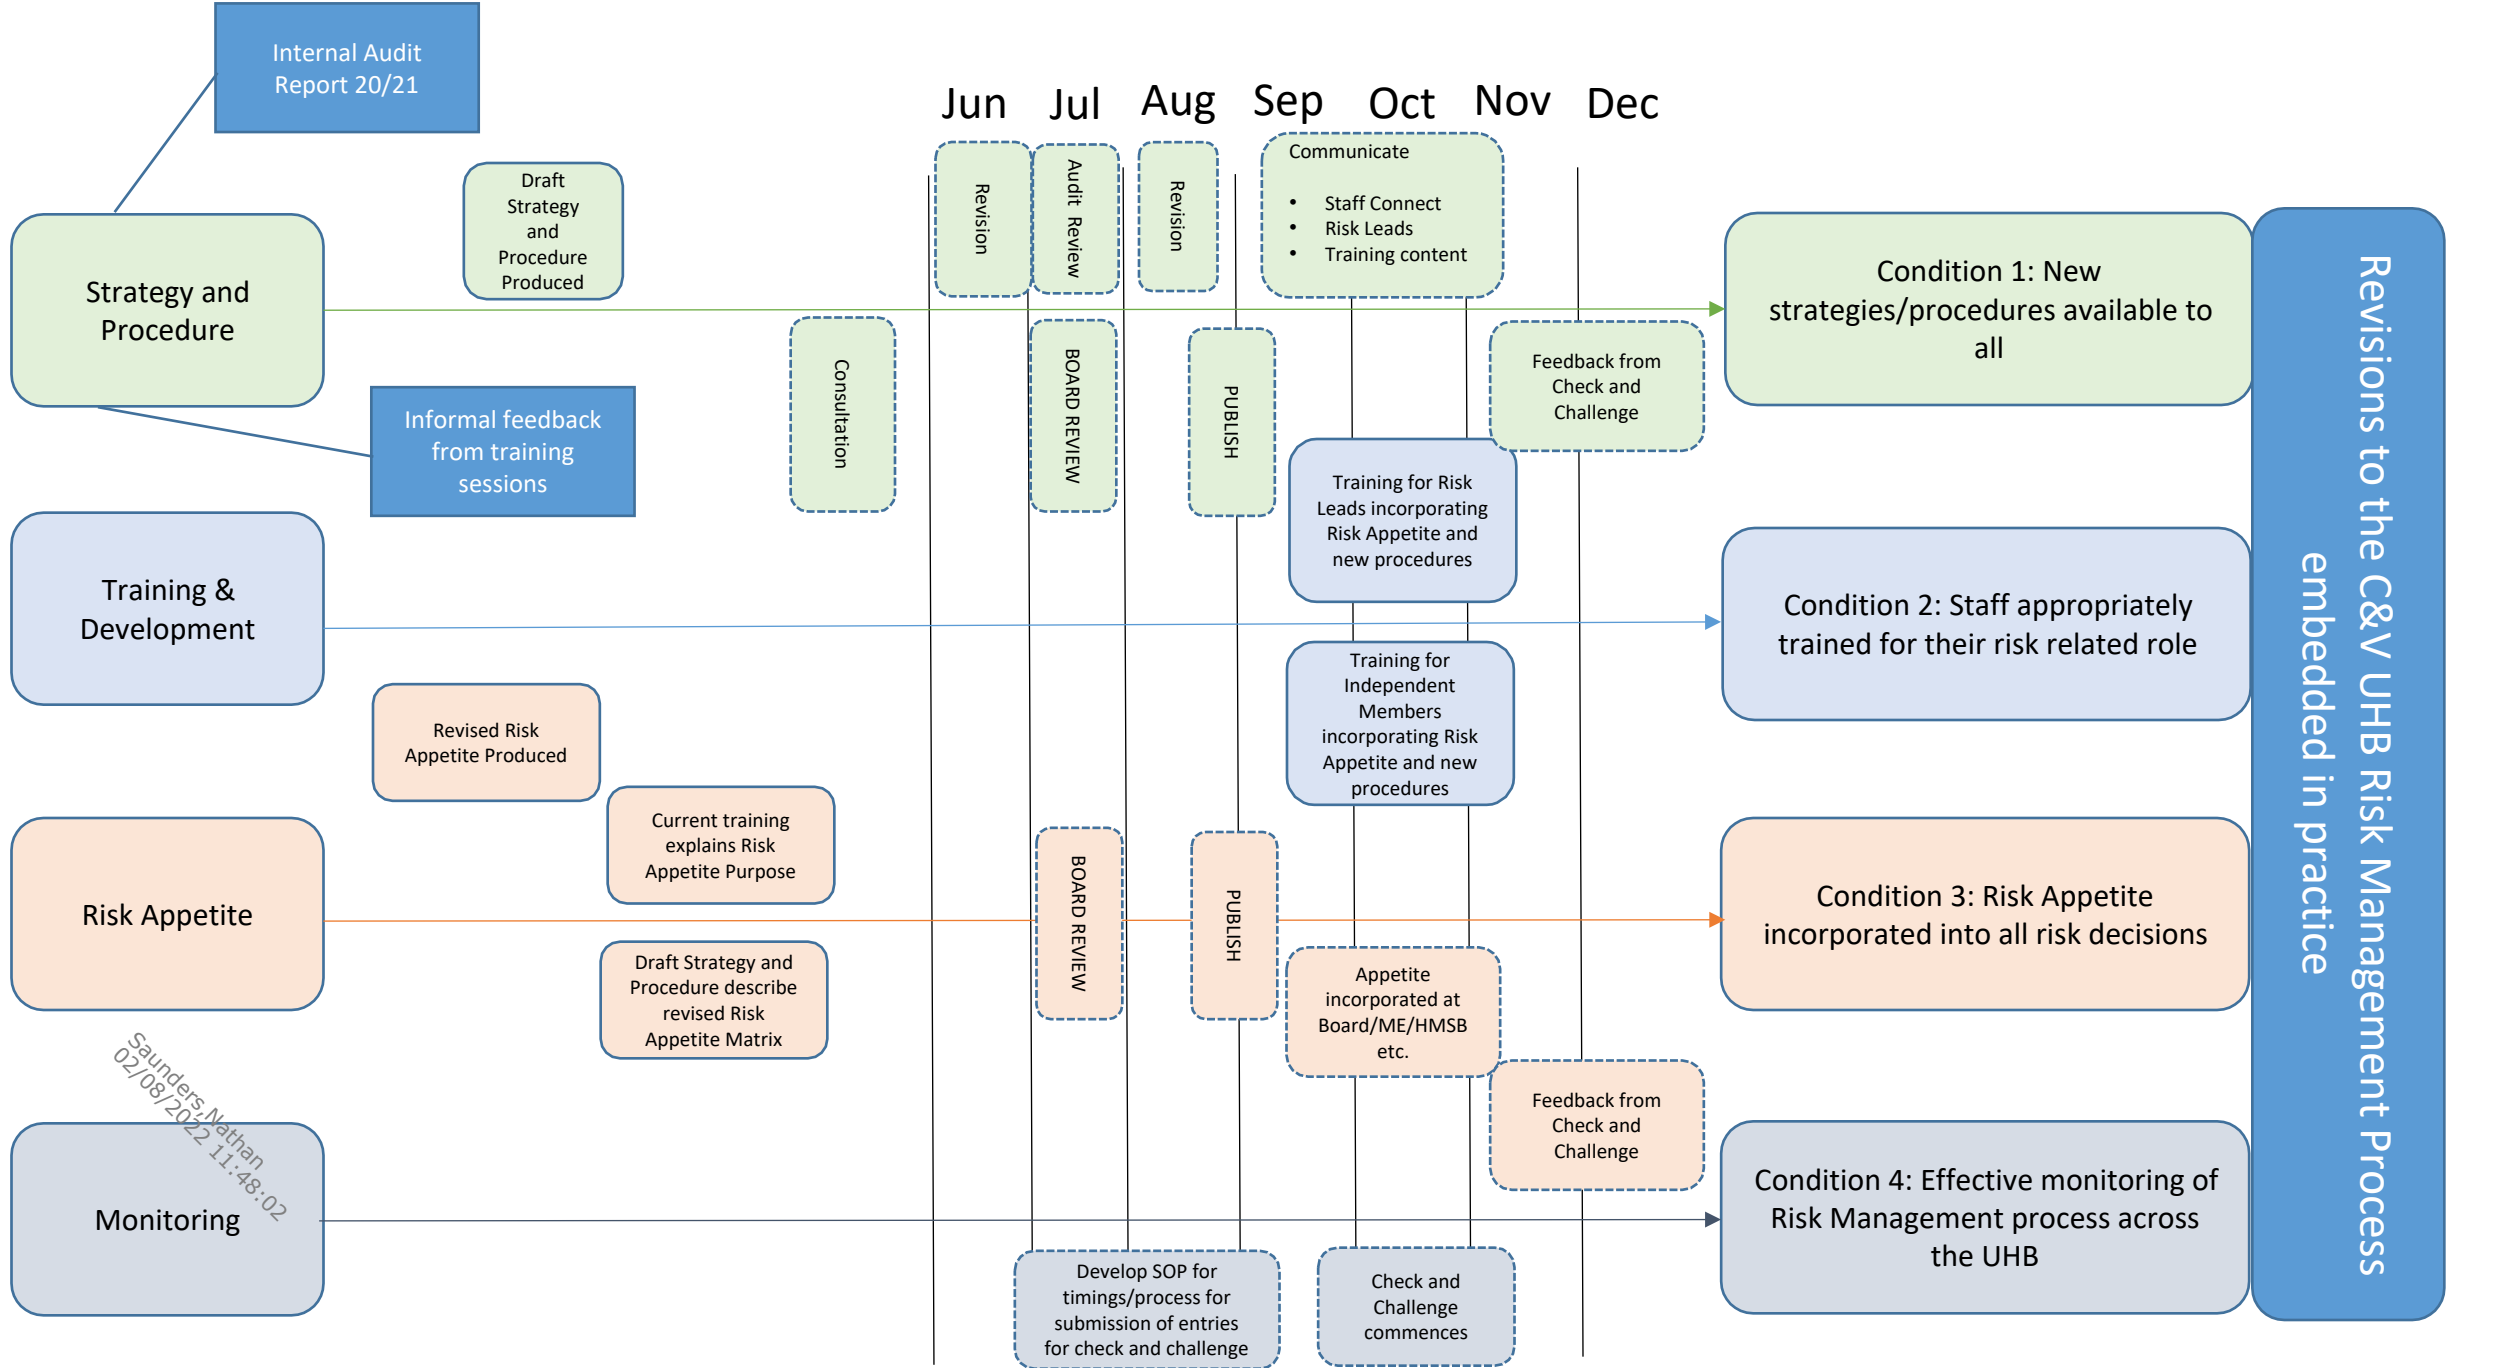 Internal Audit
Report 20/21
Jun
Jul
Aug
Sep
Oct
Nov
Dec
Draft
Strategy
and
Procedure
Produced
Revision
Audit Review
Revision
Communicate
• Staff Connect
• Risk Leads
• Training content
Strategy and
Procedure
Condition 1: New
strategies/procedures available to
all
Consultation
BOARD REVIEW
PUBLISH
Feedback from
Check and
Challenge
Informal feedback
from training
sessions
Training for Risk
Leads incorporating
Risk Appetite and
new procedures
Training &
Development
Condition 2: Staff appropriately
trained for their risk related role
Training for
Independent
Members
incorporating Risk
Appetite and new
procedures
Revised Risk
Appetite Produced
Current training
explains Risk
Appetite Purpose
Risk Appetite
BOARD REVIEW
PUBLISH
Condition 3: Risk Appetite
incorporated into all risk decisions
Draft Strategy and
Procedure describe
revised Risk
Appetite Matrix
Appetite
incorporated at
Board/ME/HMSB
etc.
Feedback from
Check and
Challenge
Saunders,Nathan
02/08/2022 11:48:02
Monitoring
Condition 4: Effective monitoring of
Risk Management process across
the UHB
Develop SOP for
timings/process for
submission of entries
for check and challenge
Check and
Challenge
commences
Revisions to the C&V UHB Risk Management Process
embedded in practice